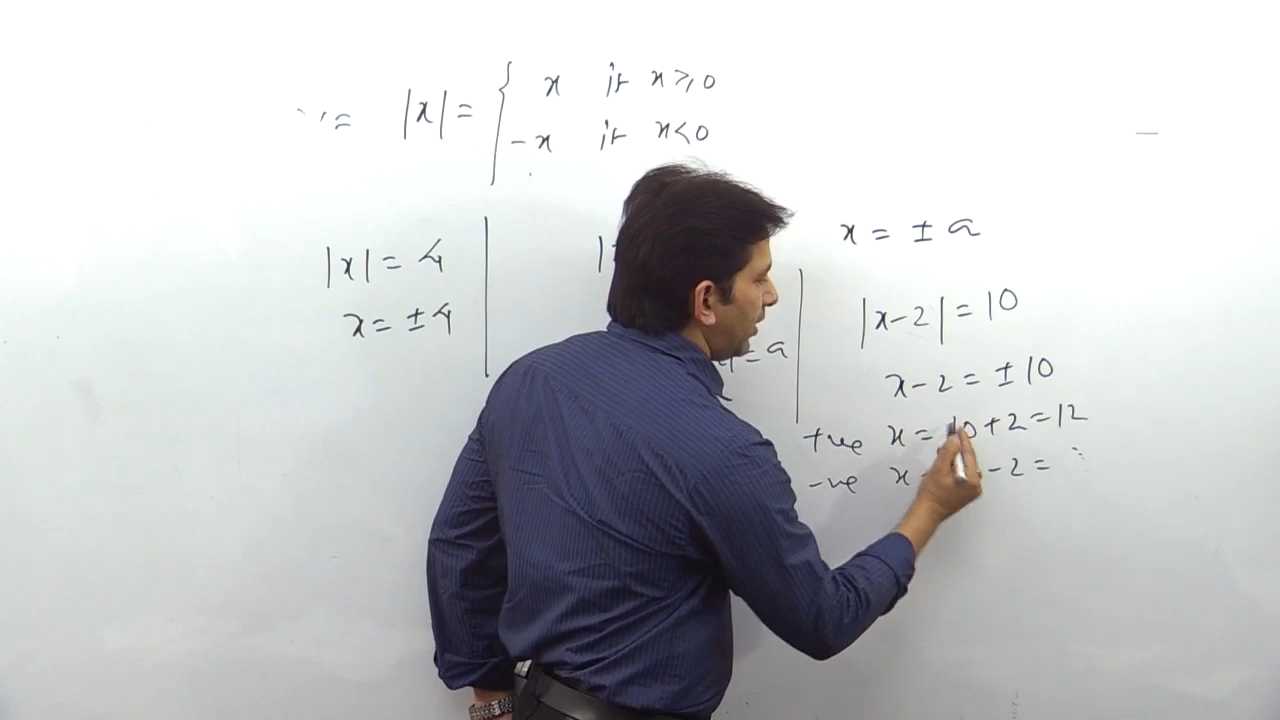 = |x| = { x if x ≥ 0
-x if x < 0
|x| = 4
x = ±4
= a
x = ± a
|x-2| = 10
x-2 = ±10
+ve x = 10+2 = 12
-ve x -2 =